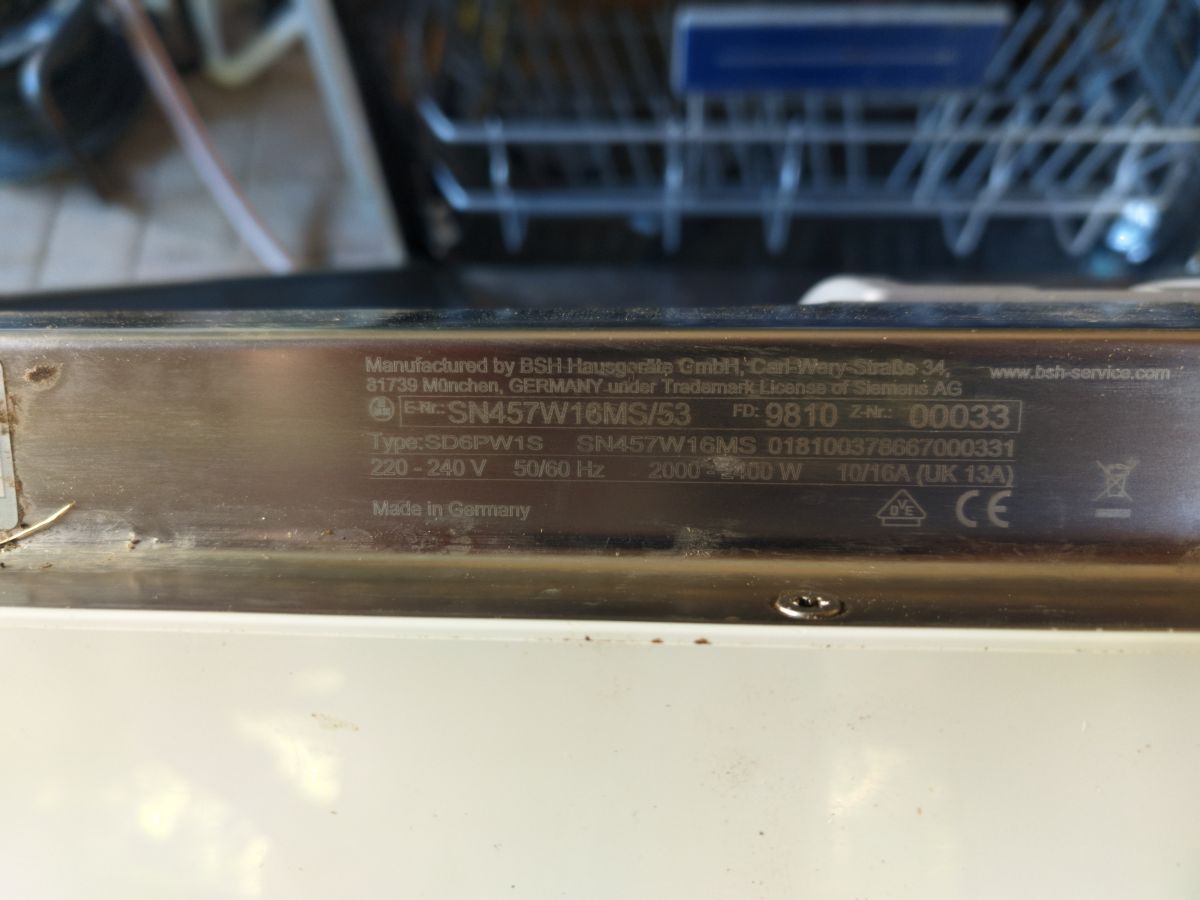 Manufactured by BSH Hausgeräte GmbH, Carl-Wery-Straße 34,
81739 München, GERMANY under Trademark License of Siemens AG
www.bsh-service.com
E-Nr.: SN457W16MS/53 FD: 9810 Z-Nr.: 00033
Type: SD6PW1S SN457W16MS 018100378667000331
220 - 240 V 50/60 Hz 2000 - 2400 W 10/16A (UK 13A)
Made in Germany
DVE CE